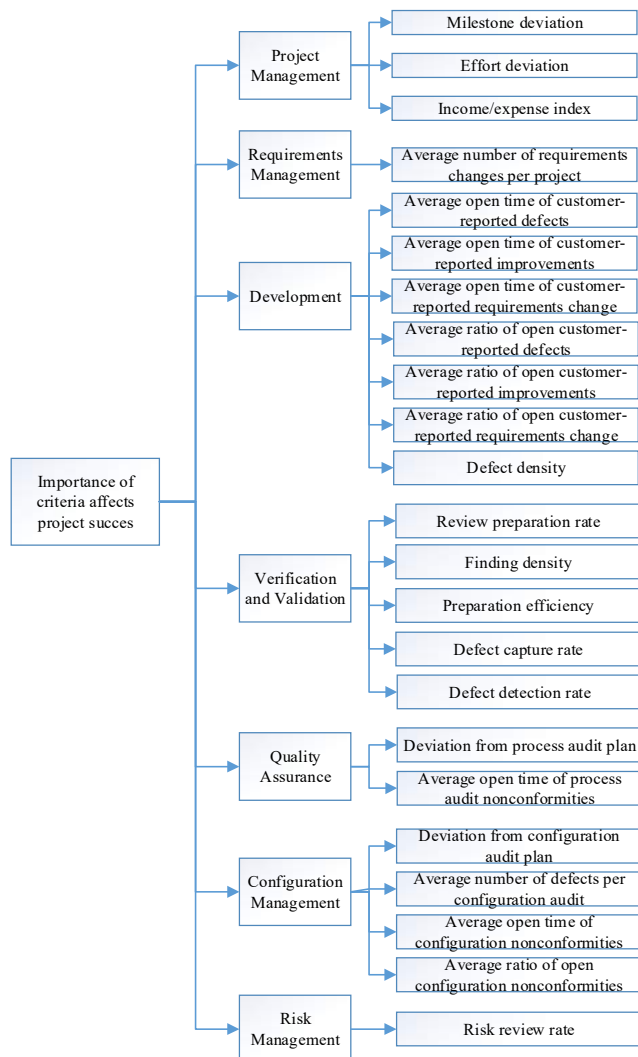 Project
Management
Milestone deviation
Effort deviation
Income/expense index
Requirements
Management
Average number of requirements
changes per project
Development
Average open time of customer-
reported defects
Average open time of customer-
reported improvements
Average open time of customer-
reported requirements change
Average ratio of open customer-
reported defects
Average ratio of open customer-
reported improvements
Average ratio of open customer-
reported requirements change
Defect density
Importance of
criteria affects
project succes
Verification
and Validation
Review preparation rate
Finding density
Preparation efficiency
Defect capture rate
Defect detection rate
Quality
Assurance
Deviation from process audit plan
Average open time of process
audit nonconformities
Configuration
Management
Deviation from configuration
audit plan
Average number of defects per
configuration audit
Average open time of
configuration nonconformities
Average ratio of open
configuration nonconformities
Risk
Management
Risk review rate